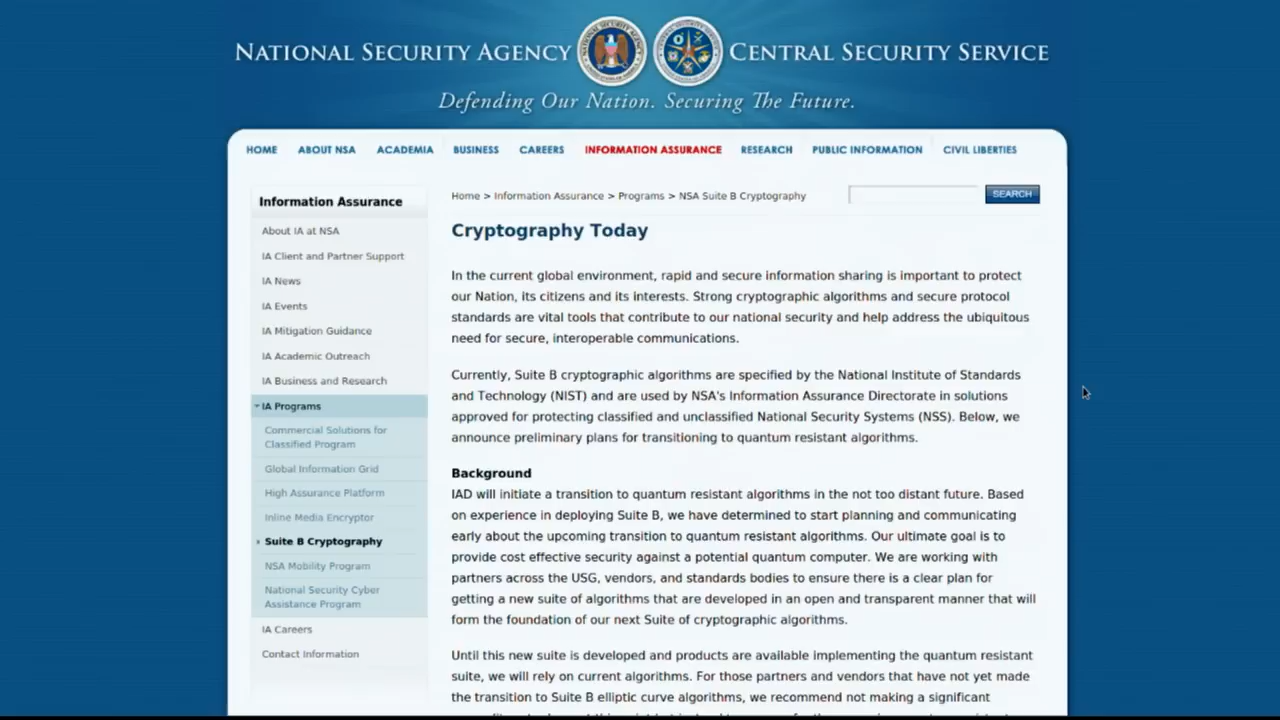 NATIONAL SECURITY AGENCY CENTRAL SECURITY SERVICE
Defending Our Nation. Securing The Future.
HOME ABOUT NSA ACADEMIA BUSINESS CAREERS INFORMATION ASSURANCE RESEARCH PUBLIC INFORMATION CIVIL LIBERTIES
Information Assurance
About IA at NSA
IA Client and Partner Support
IA News
IA Events
IA Mitigation Guidance
IA Academic Outreach
IA Business and Research
IA Programs
Commercial Solutions for
Classified Program
Global Information Grid
High Assurance Platform
Inline Media Encryptor
Suite B Cryptography
NSA Mobility Program
National Security Cyber
Assistance Program
IA Careers
Contact Information
Home > Information Assurance > Programs > NSA Suite B Cryptography
SEARCH
Cryptography Today
In the current global environment, rapid and secure information sharing is important to protect
our Nation, its citizens and its interests. Strong cryptographic algorithms and secure protocol
standards are vital tools that contribute to our national security and help address the ubiquitous
need for secure, interoperable communications.
Currently, Suite B cryptographic algorithms are specified by the National Institute of Standards
and Technology (NIST) and are used by NSA's Information Assurance Directorate in solutions
approved for protecting classified and unclassified National Security Systems (NSS). Below, we
announce preliminary plans for transitioning to quantum resistant algorithms.
Background
IAD will initiate a transition to quantum resistant algorithms in the not too distant future. Based
on experience in deploying Suite B, we have determined to start planning and communicating
early about the upcoming transition to quantum resistant algorithms. Our ultimate goal is to
provide cost effective security against a potential quantum computer. We are working with
partners across the USG, vendors, and standards bodies to ensure there is a clear plan for
getting a new suite of algorithms that are developed in an open and transparent manner that will
form the foundation of our next Suite of cryptographic algorithms.
Until this new suite is developed and products are available implementing the quantum resistant
suite, we will rely on current algorithms. For those partners and vendors that have not yet made
the transition to Suite B elliptic curve algorithms, we recommend not making a significant